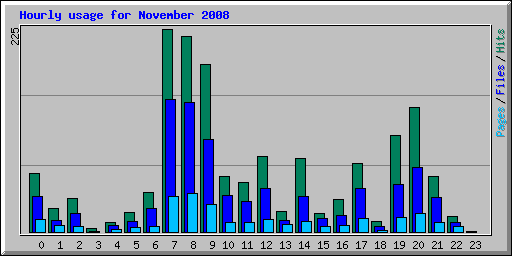 Hourly usage for November 2008
225
Pages/Files/Hits
0 1 2 3 4 5 6 7 8 9 10 11 12 13 14 15 16 17 18 19 20 21 22 23